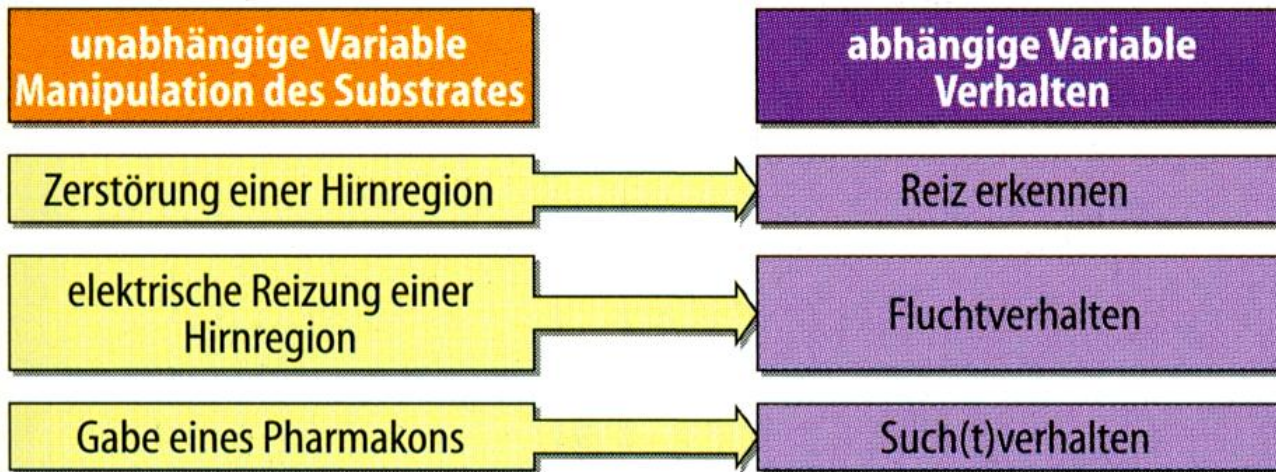 unabhängige Variable
Manipulation des Substrates
abhängige Variable
Verhalten
Zerstörung einer Hirnregion
Reiz erkennen
elektrische Reizung einer
Hirnregion
Fluchtverhalten
Gabe eines Pharmakons
Such(t)verhalten